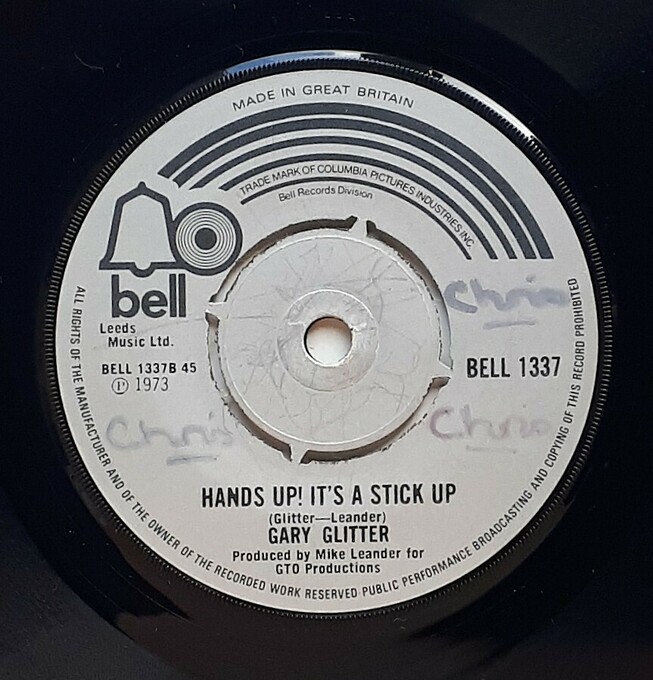 MADE IN GREAT BRITAIN
TRADE MARK OF COLUMBIA PICTURES INDUSTRIES INC.
Bell Records Division
bell
Leeds
Music Ltd.
BELL 1337B 45
Ⓟ 1973
Chris
BELL 1337
Chris
Chris
HANDS UP! IT'S A STICK UP
(Glitter—Leander)
GARY GLITTER
Produced by Mike Leander for
GTO Productions
ALL RIGHTS OF THE MANUFACTURER AND OF THE OWNER OF THE RECORDED WORK RESERVED PUBLIC PERFORMANCE BROADCASTING AND COPYING OF THIS RECORD PROHIBITED